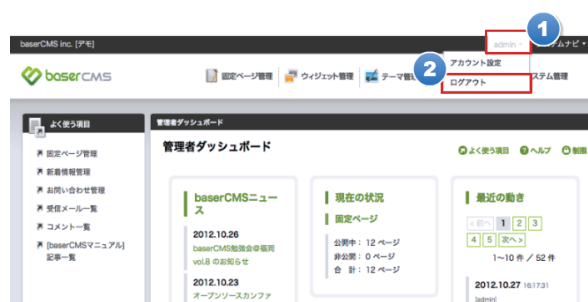 baserCMS inc. [デモ]
admin
システムナビ
1
2
アカウント設定
ログアウト
baserCMS
固定ページ管理
ウィジェット管理
テーマ管
ステム管理
よく使う項目
固定ページ管理
新着情報管理
お問い合わせ管理
受信メール一覧
コメント一覧
[baserCMSマニュアル]
記事一覧
管理者ダッシュボード
管理者ダッシュボード
よく使う項目
ヘルプ
制限
baserCMSニュー
ス
2012.10.26
baserCMS勉強会@福岡
vol.8 のお知らせ
2012.10.23
オープンソースカンファ
現在の状況
固定ページ
公開中： 12 ページ
非公開： 0 ページ
合 計： 12 ページ
最近の動き
<前へ 1 2 3
4 5 次へ>
1〜10 件 / 52 件
2012.10.27 16:17:31
[admin]